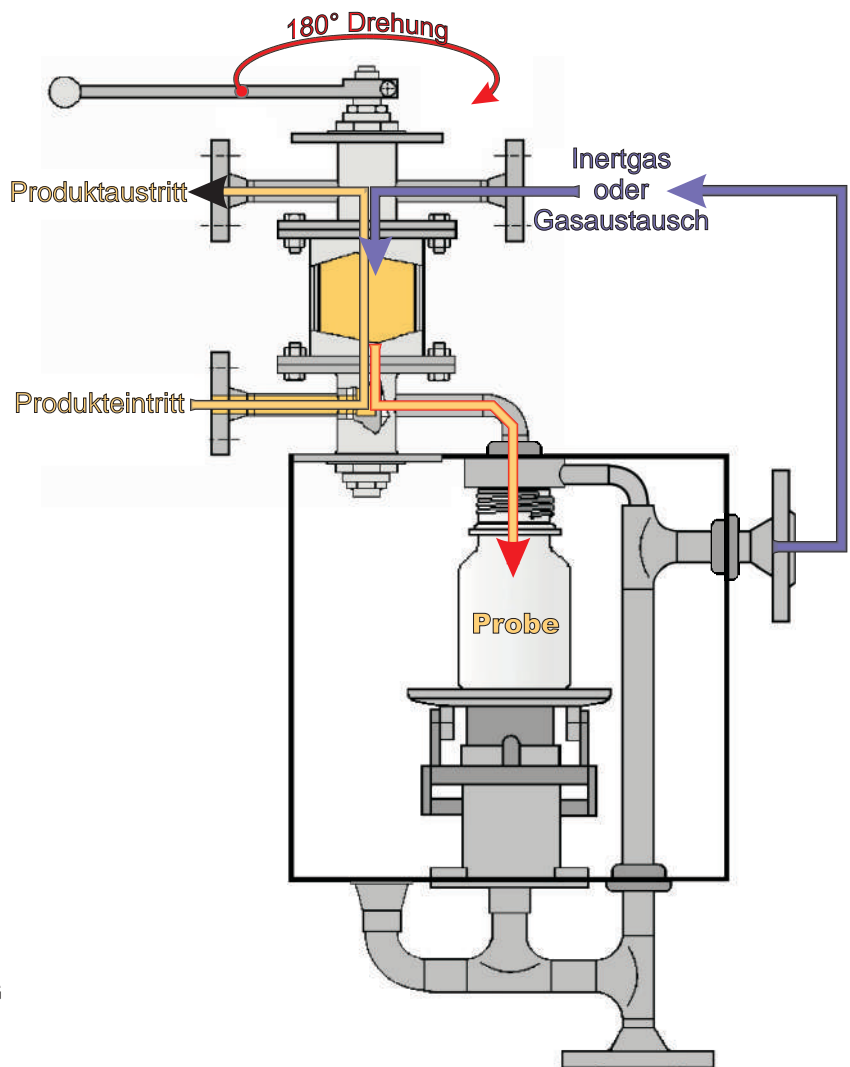 180° Drehung
Inertgas
oder
Gasaustausch
Produktaustritt
Produkteintritt
Probe